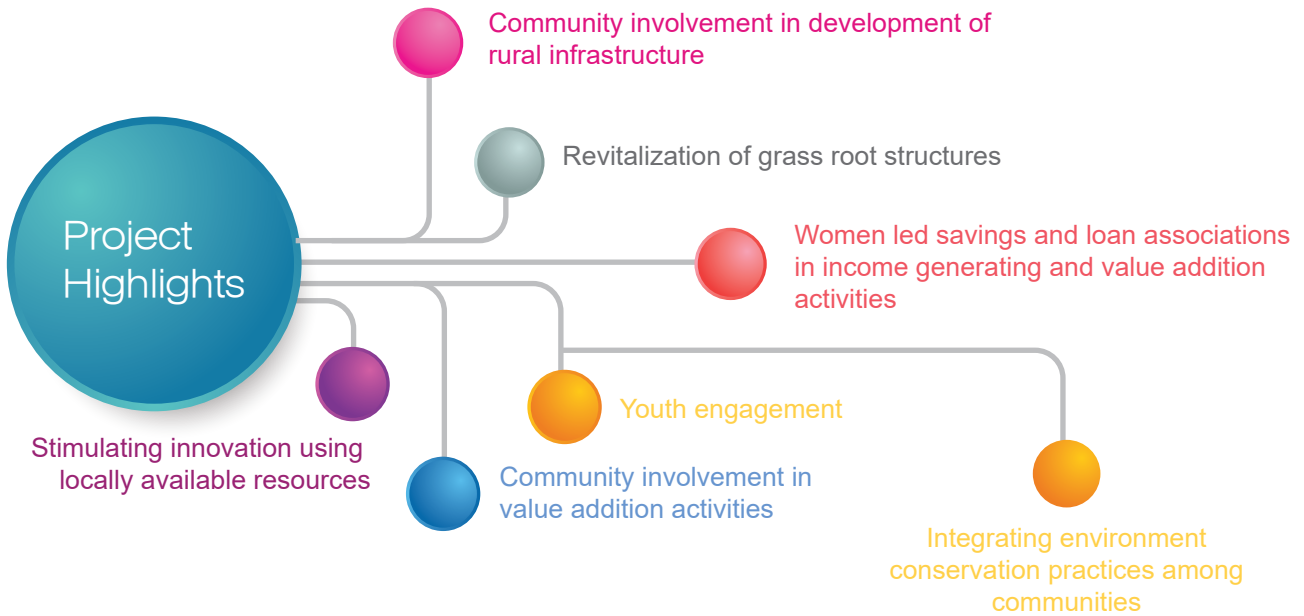 Community involvement in development of
rural infrastructure
Revitalization of grass root structures
Project
Highlights
Women led savings and loan associations
in income generating and value addition
activities
Youth engagement
Stimulating innovation using
locally available resources
Community involvement in
value addition activities
Integrating environment
conservation practices among
communities